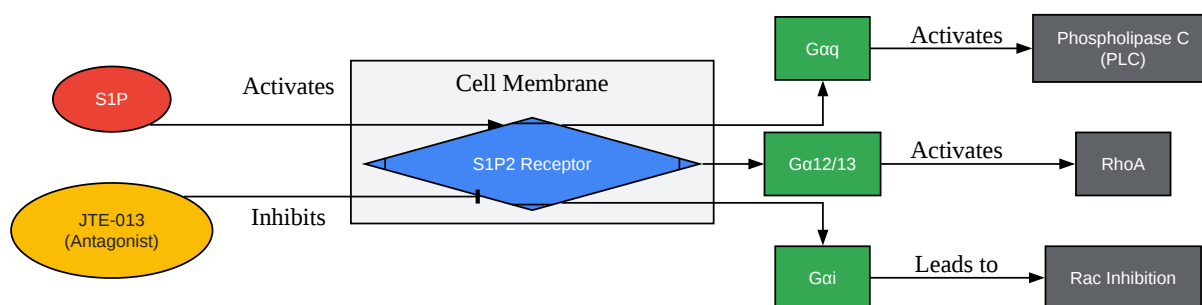 Gαq
Activates
Phospholipase C
(PLC)
S1P
Activates
Cell Membrane
S1P2 Receptor
Gα12/13
Activates
RhoA
JTE-013
(Antagonist)
Inhibits
Gαi
Leads to
Rac Inhibition